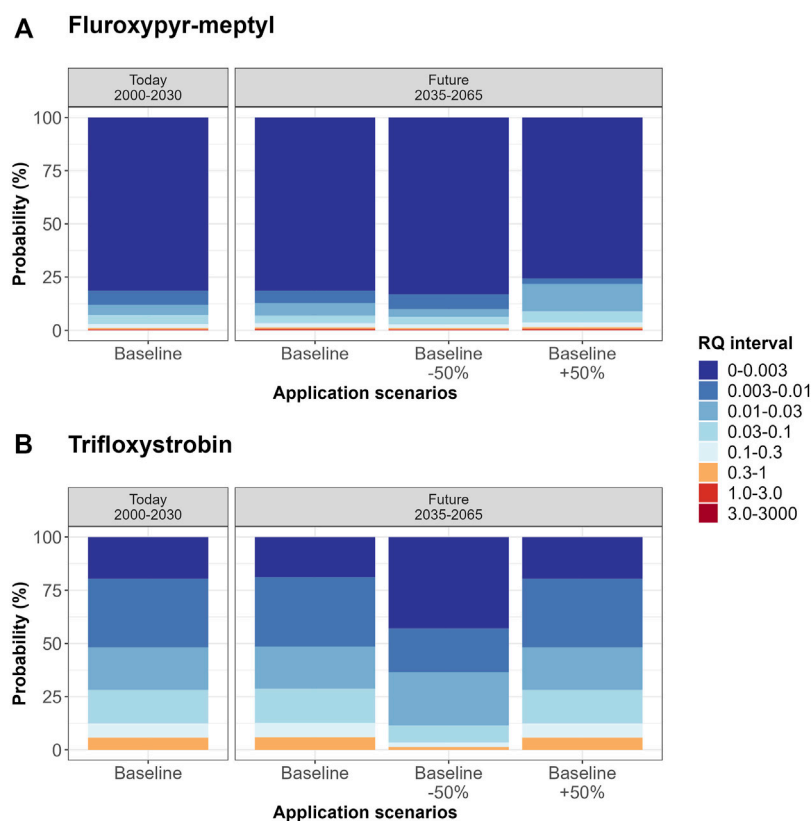 A Fluroxypyr-meptyl
Today
2000-2030
Future
2035-2065
Probability (%)
100
75
50
25
0
Baseline
Baseline
Baseline
-50%
Baseline
+50%
Application scenarios
B Trifloxystrobin
Today
2000-2030
Future
2035-2065
Probability (%)
100
75
50
25
0
Baseline
Baseline
Baseline
-50%
Baseline
+50%
Application scenarios
RQ interval
0-0.003
0.003-0.01
0.01-0.03
0.03-0.1
0.1-0.3
0.3-1
1.0-3.0
3.0-3000